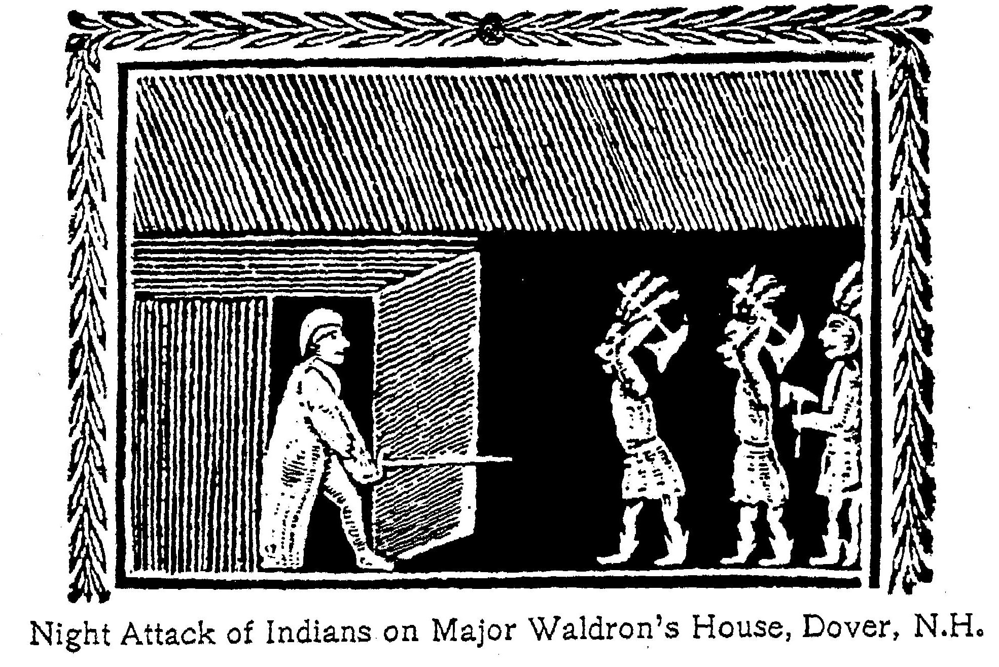 Night Attack of Indians on Major Waldron's House, Dover, N.H.